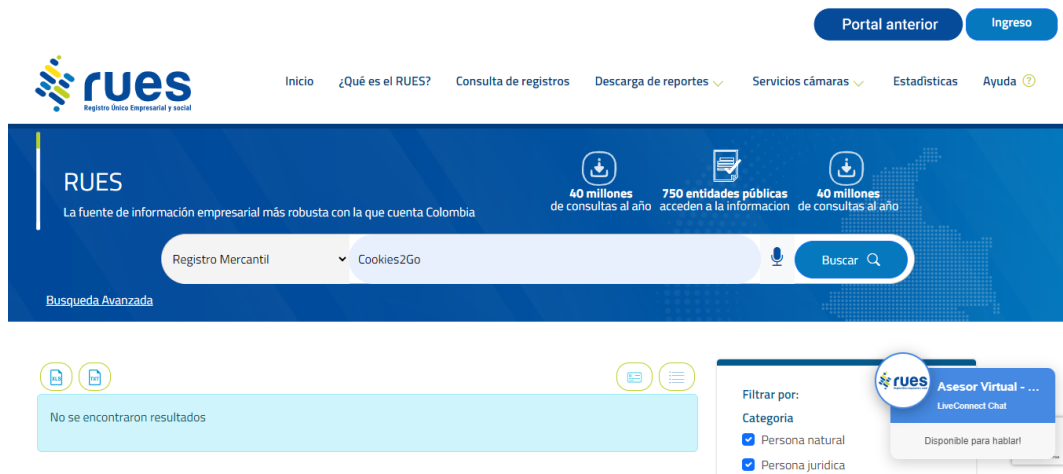 Portal anterior
Ingreso
rues
Registro Único Empresarial y social
Inicio
¿Qué es el RUES?
Consulta de registros
Descarga de reportes
Servicios cámaras
Estadísticas
Ayuda ?
RUES
La fuente de información empresarial más robusta con la que cuenta Colombia
40 millones
de consultas al año
750 entidades públicas
acceden a la informacion
40 millones
de consultas al año
Registro Mercantil
Cookies2Go
Buscar
Busqueda Avanzada
XLS
TXT
No se encontraron resultados
Filtrar por:
Categoria
Persona natural
Persona juridica
rues
Asesor Virtual - ...
LiveConnect Chat
Disponible para hablar!